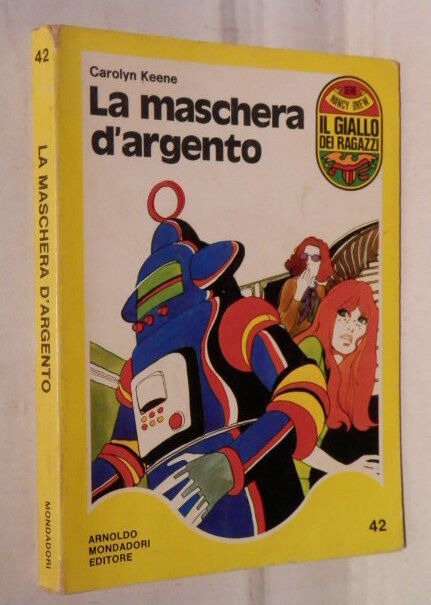 42
LA MASCHERA D'ARGENTO
MONDADORI
Carolyn Keene
La maschera
d'argento
SERIE
NANCY DREW
IL GIALLO
DEI RAGAZZI
ARNOLDO
MONDADORI
EDITORE
42